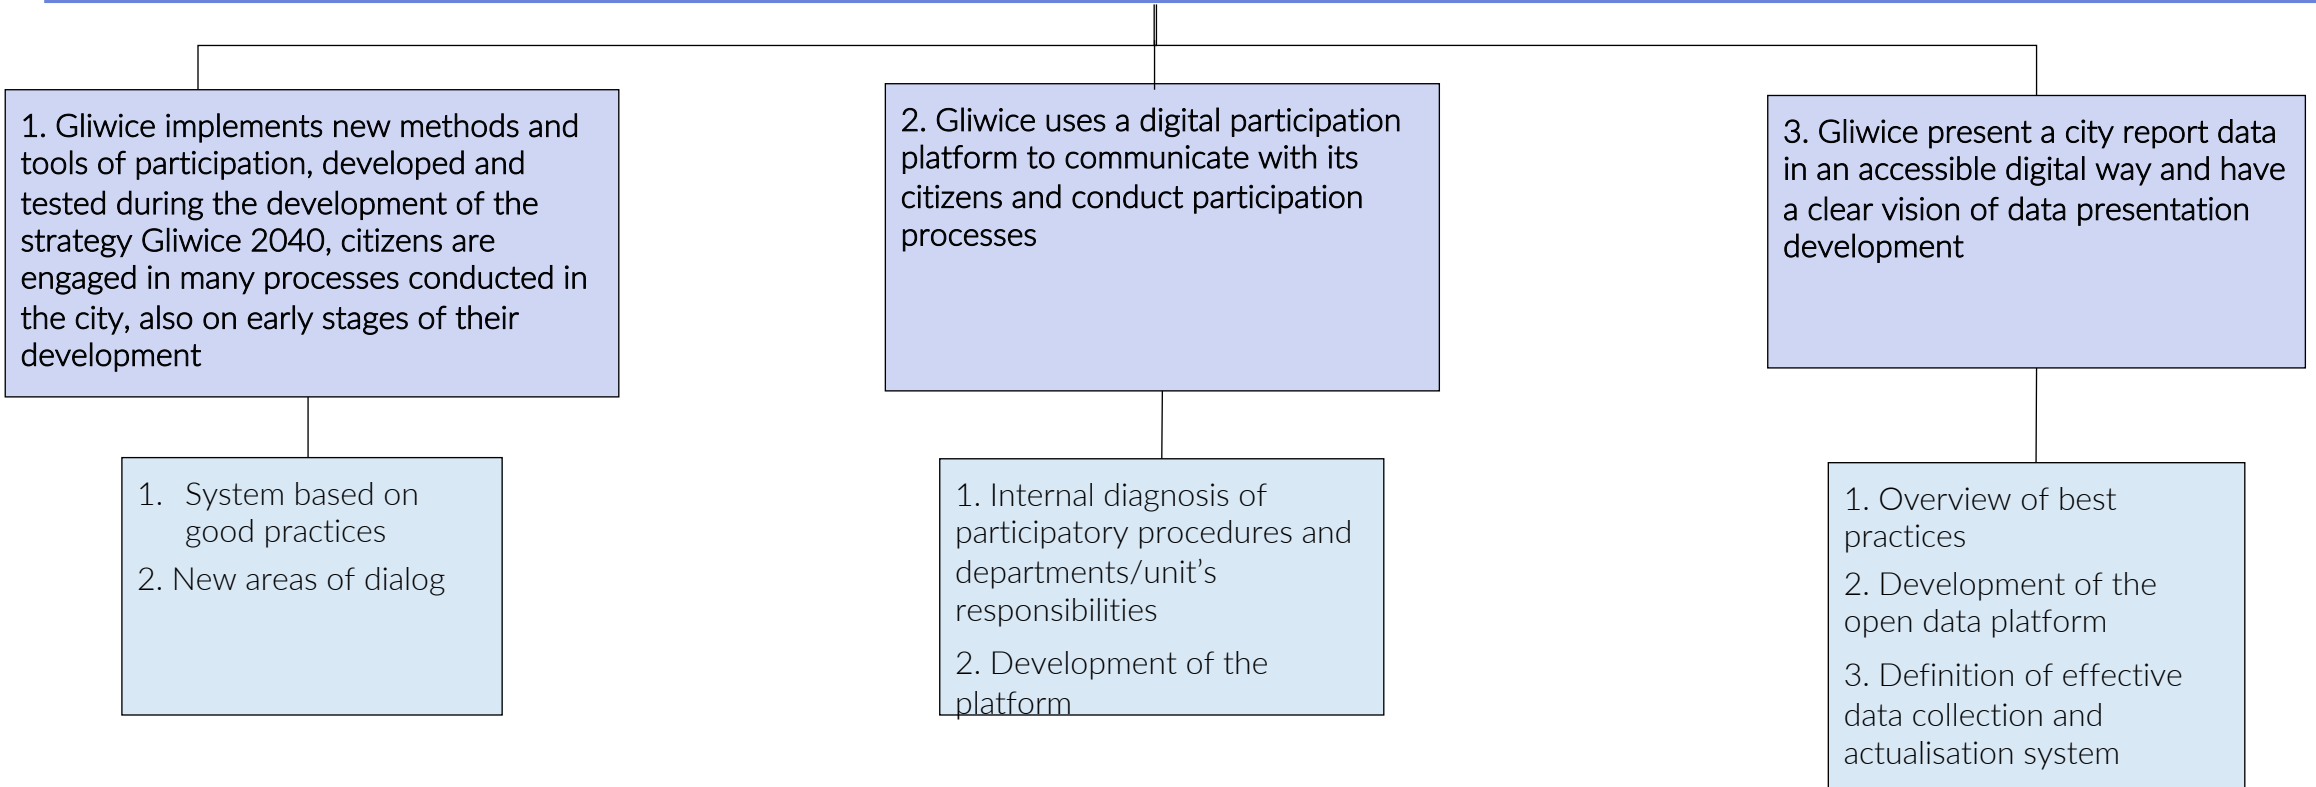 1. Gliwice implements new methods and
tools of participation, developed and
tested during the development of the
strategy Gliwice 2040, citizens are
engaged in many processes conducted in
the city, also on early stages of their
development
2. Gliwice uses a digital participation
platform to communicate with its
citizens and conduct participation
processes
3. Gliwice present a city report data
in an accessible digital way and have
a clear vision of data presentation
development
1. System based on
good practices
2. New areas of dialog
1. Internal diagnosis of
participatory procedures and
departments/unit’s
responsibilities
2. Development of the
platform
1. Overview of best
practices
2. Development of the
open data platform
3. Definition of effective
data collection and
actualisation system